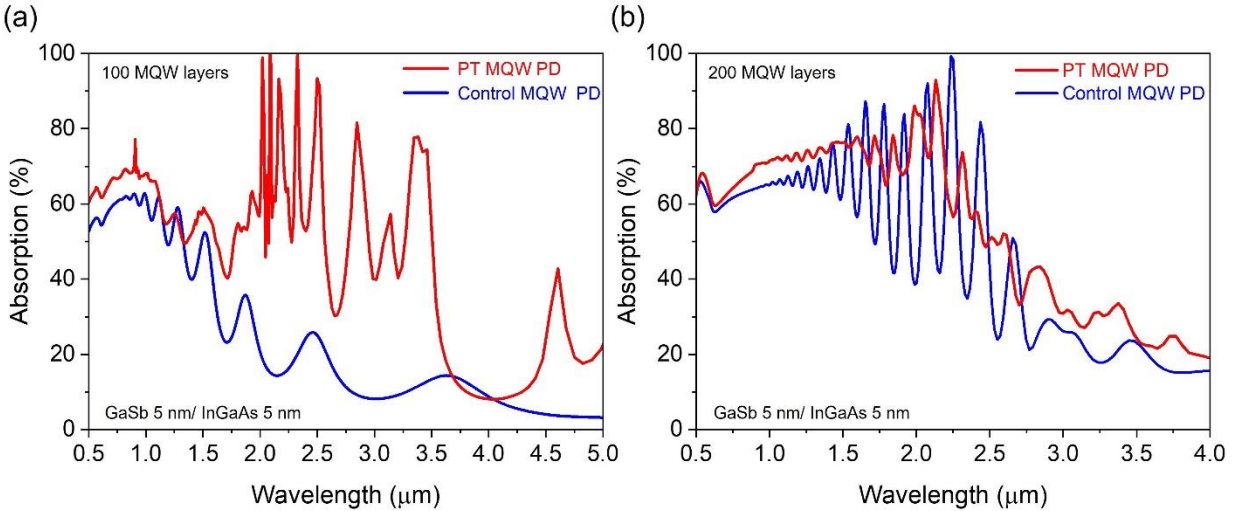 (a)
100 MQW layers
PT MQW PD
Control MQW PD
GaSb 5 nm/ InGaAs 5 nm
Absorption (%)
100
80
60
40
20
0
0.5 1.0 1.5 2.0 2.5 3.0 3.5 4.0 4.5 5.0
Wavelength (μm)
(b)
200 MQW layers
PT MQW PD
Control MQW PD
GaSb 5 nm/ InGaAs 5 nm
Absorption (%)
100
80
60
40
20
0
0.5 1.0 1.5 2.0 2.5 3.0 3.5 4.0
Wavelength (μm)